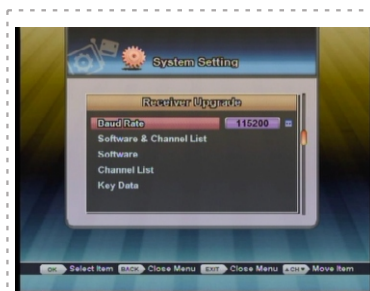 System Setting
Receiver Upgrade
Baud Rate 115200
Software & Channel List
Software
Channel List
Key Data
OK Select Item BACK Close Menu EXIT Close Menu ▲CH▼ Move Item